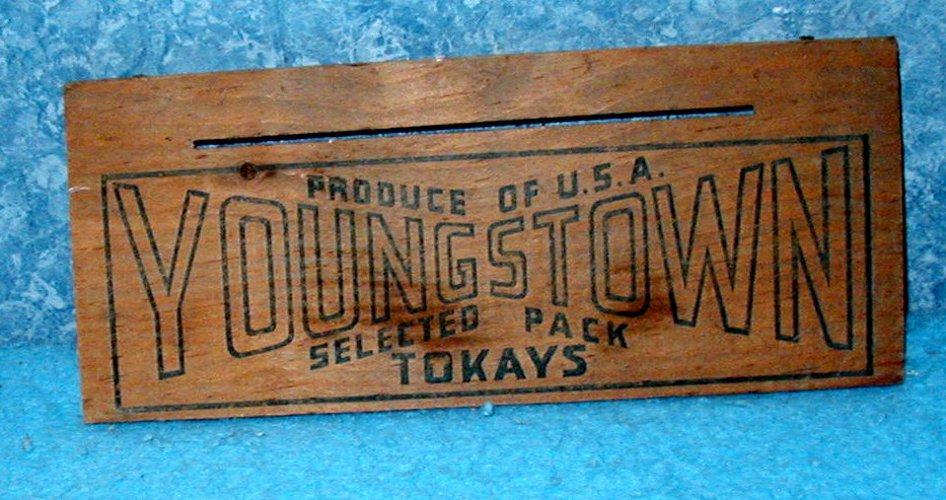 PRODUCE OF U.S.A.
YOUNGSTOWN
SELECTED PACK
TOKAYS